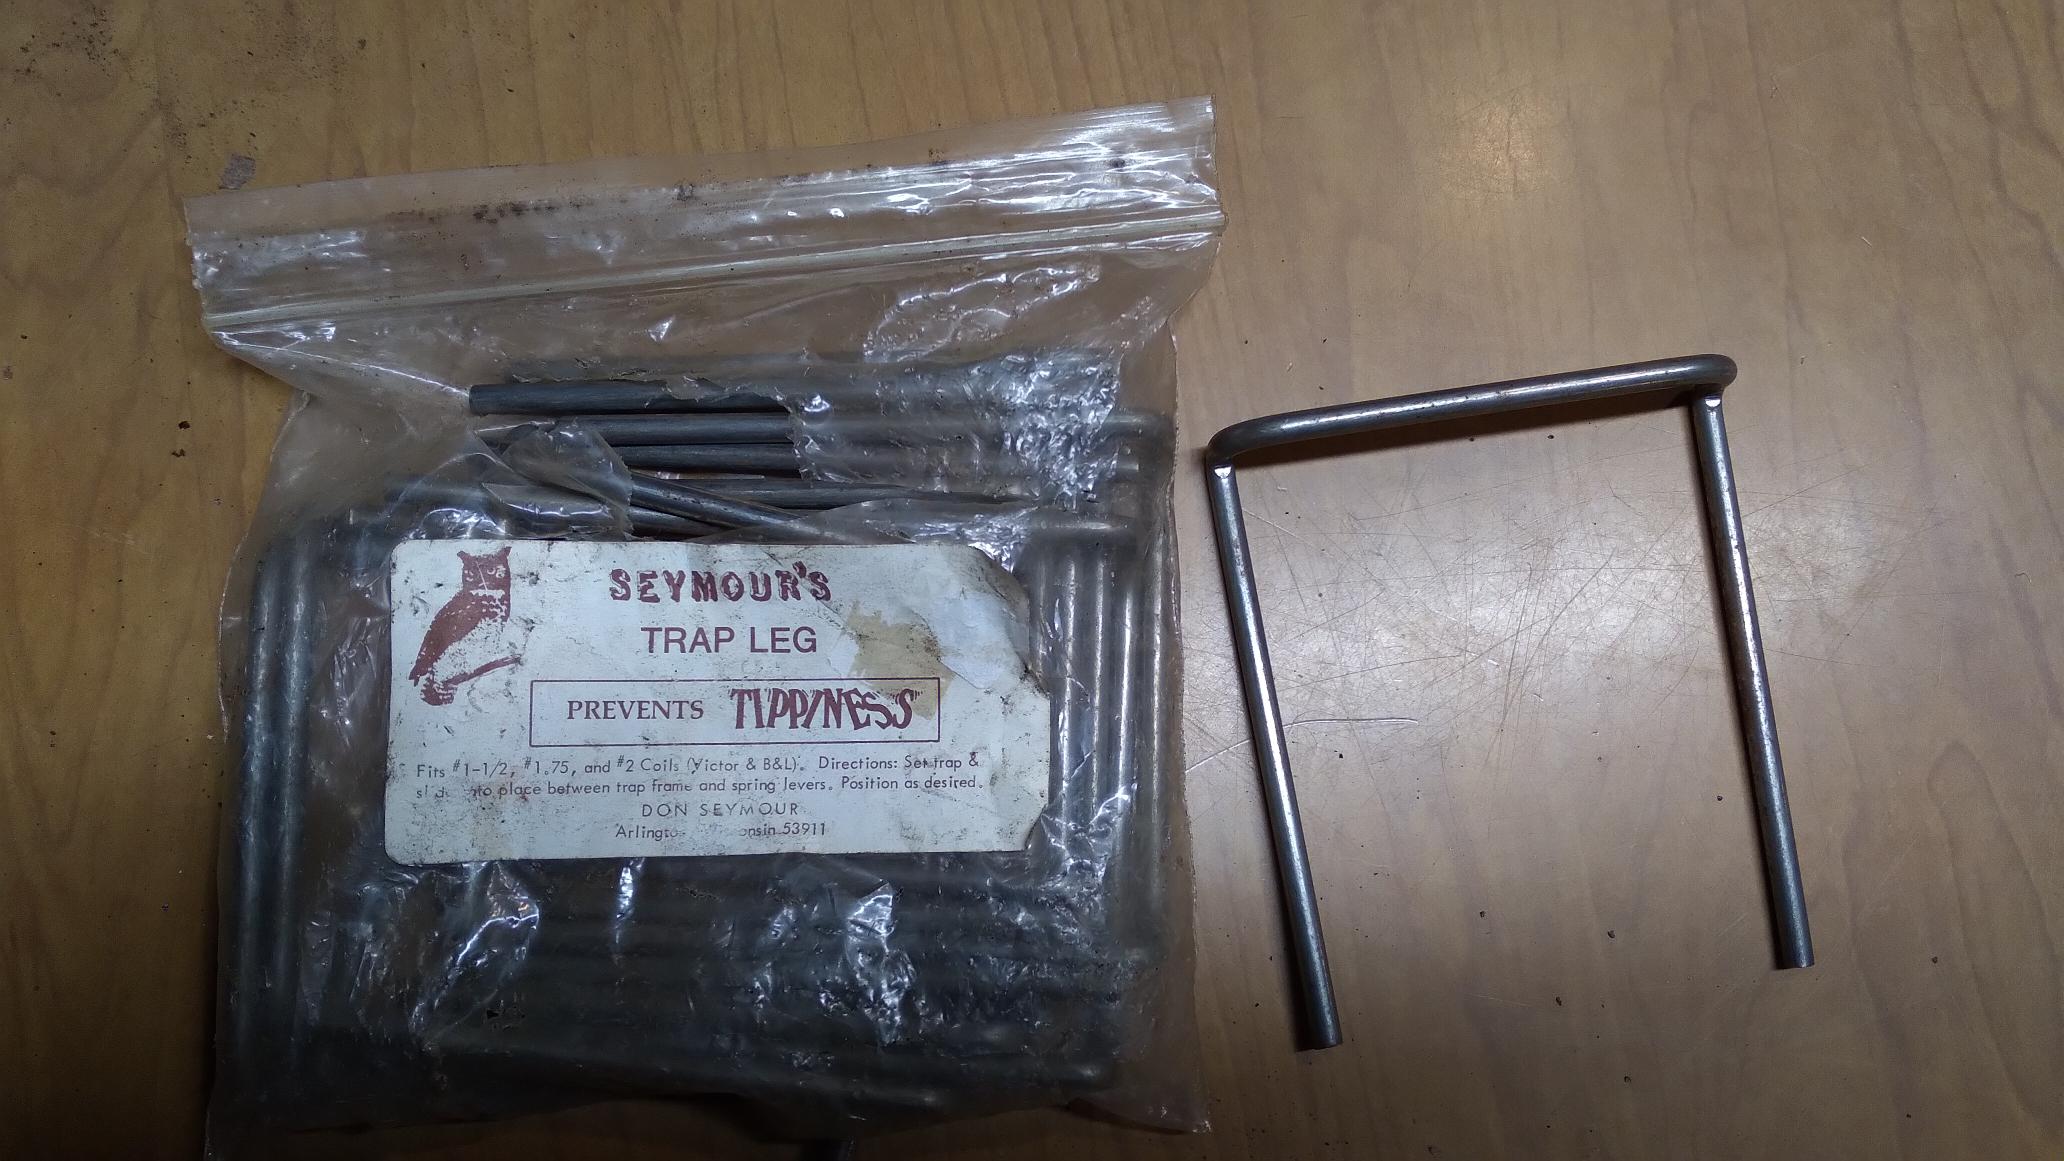 SEYMOUR'S
TRAP LEG
PREVENTS TIPPINESS
Fits #1-1/2, #1.75, and #2 Coils (Victor & B&L). Directions: Set trap &
place between trap frame and spring levers. Position as desired.
DON SEYMOUR
53911